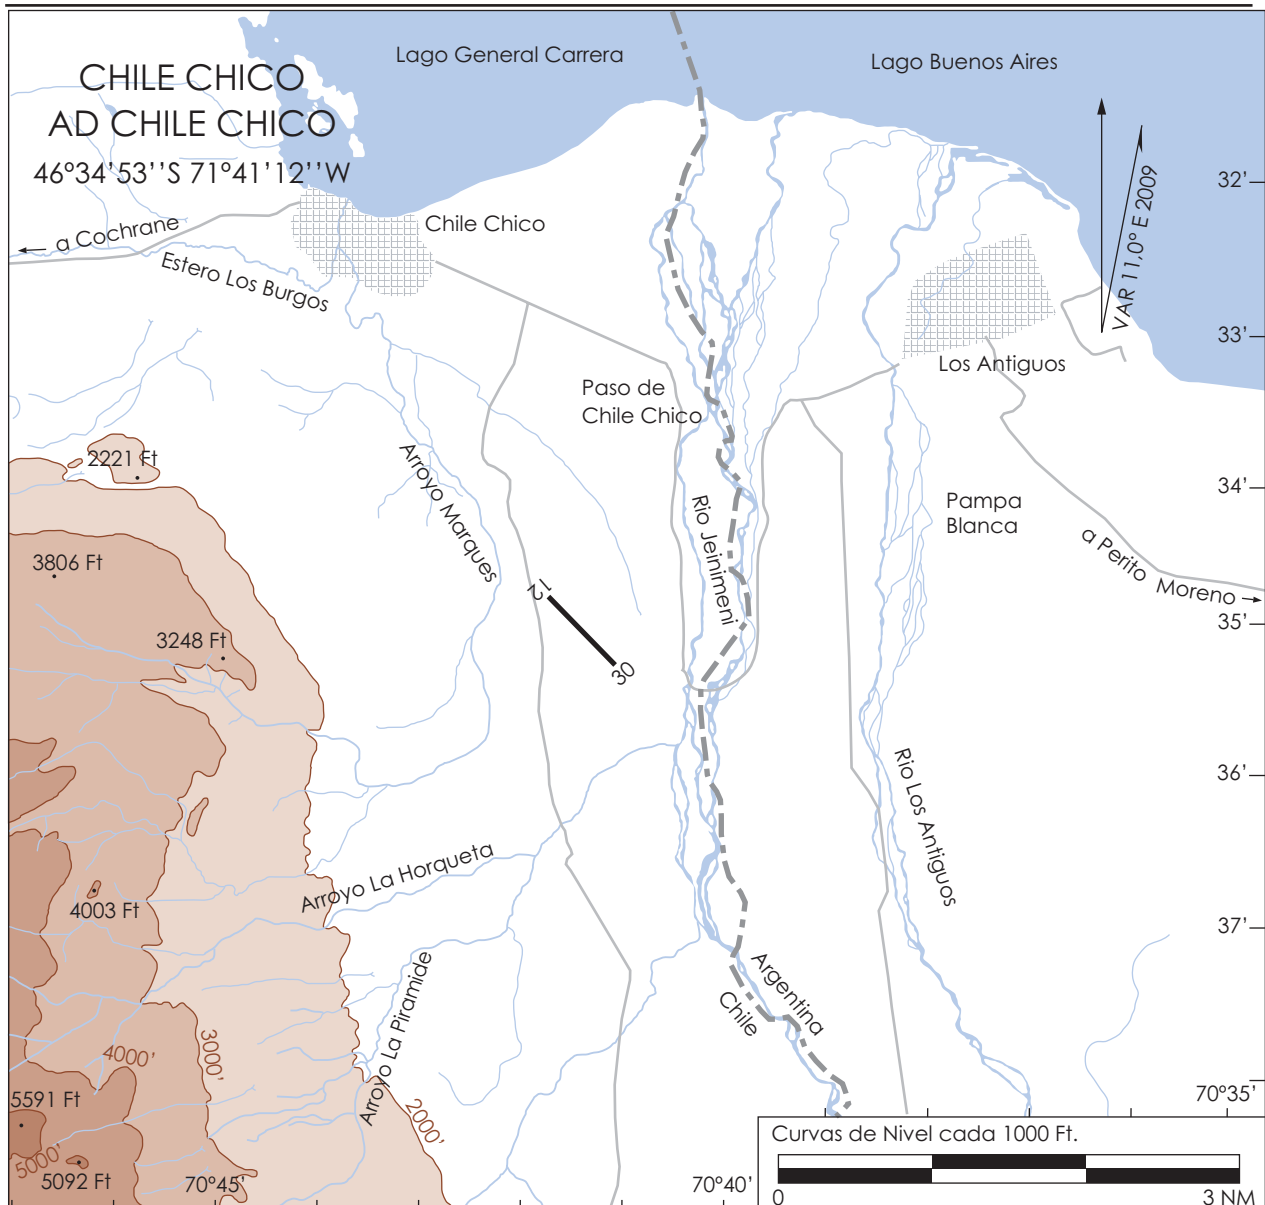 Lago General Carrera
Lago Buenos Aires
CHILE CHICO
AD CHILE CHICO
46°34'53''S 71°41'12''W
32'
VAR 11,0° E 2009
Chile Chico
a Cochrane
Estero Los Burgos
33'
Los Antiguos
Paso de
Chile Chico
2221 Ft
Arroyo Marques
34'
Rio Jeinimeni
Pampa
Blanca
3806 Ft
a Perito Moreno
12
35'
3248 Ft
30
36'
Rio Los Antiguos
Arroyo La Horqueta
4003 Ft
37'
Arroyo La Piramide
Argentina
Chile
3000'
4000'
5591 Ft
2000'
70°35'
5000'
5092 Ft
70°45'
70°40'
Curvas de Nivel cada 1000 Ft.
0
3 NM